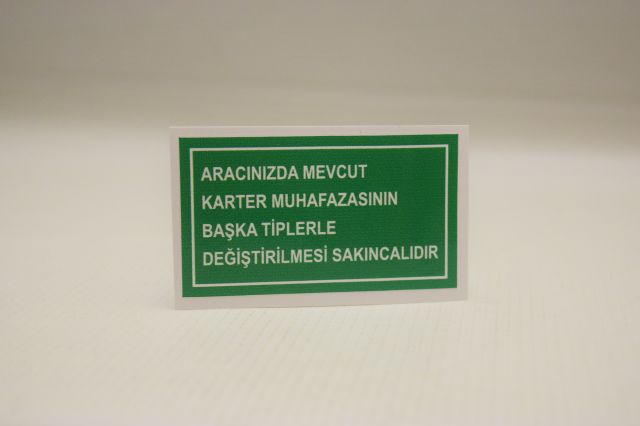 ARACINIZDA MEVCUT
KARTER MUHAFAZASININ
BAŞKA TİPLERLE
DEĞİŞTİRİLMESİ SAKINCALIDIR